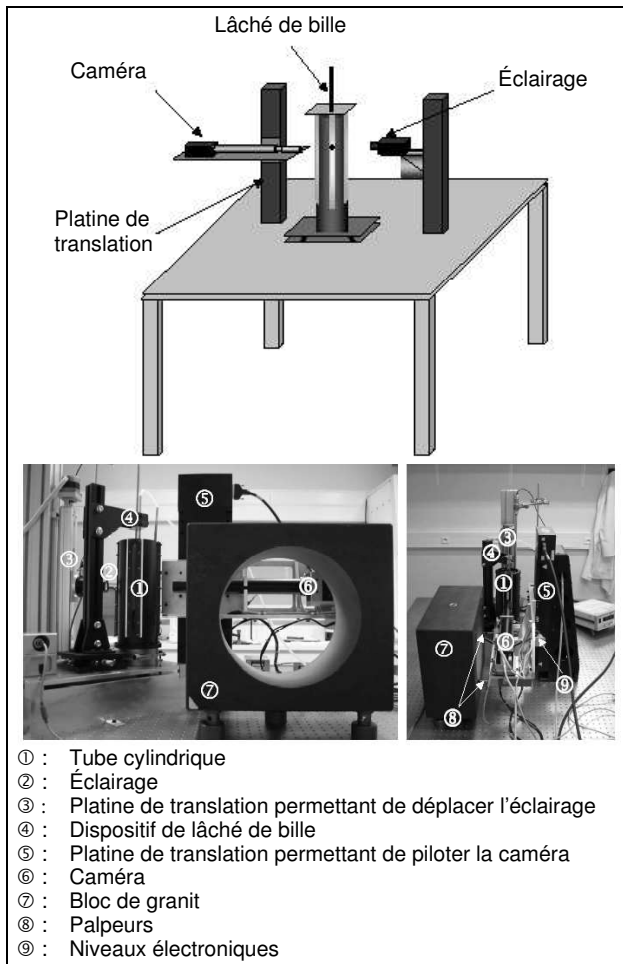 Lâché de bille
Caméra
Éclairage
Platine de
translation
⑤
④
③
②
①
⑥
⑦
③
④
①
⑤
⑥
⑦
⑧
⑨
① : Tube cylindrique
② : Éclairage
③ : Platine de translation permettant de déplacer l'éclairage
④ : Dispositif de lâché de bille
⑤ : Platine de translation permettant de piloter la caméra
⑥ : Caméra
⑦ : Bloc de granit
⑧ : Palpeurs
⑨ : Niveaux électroniques